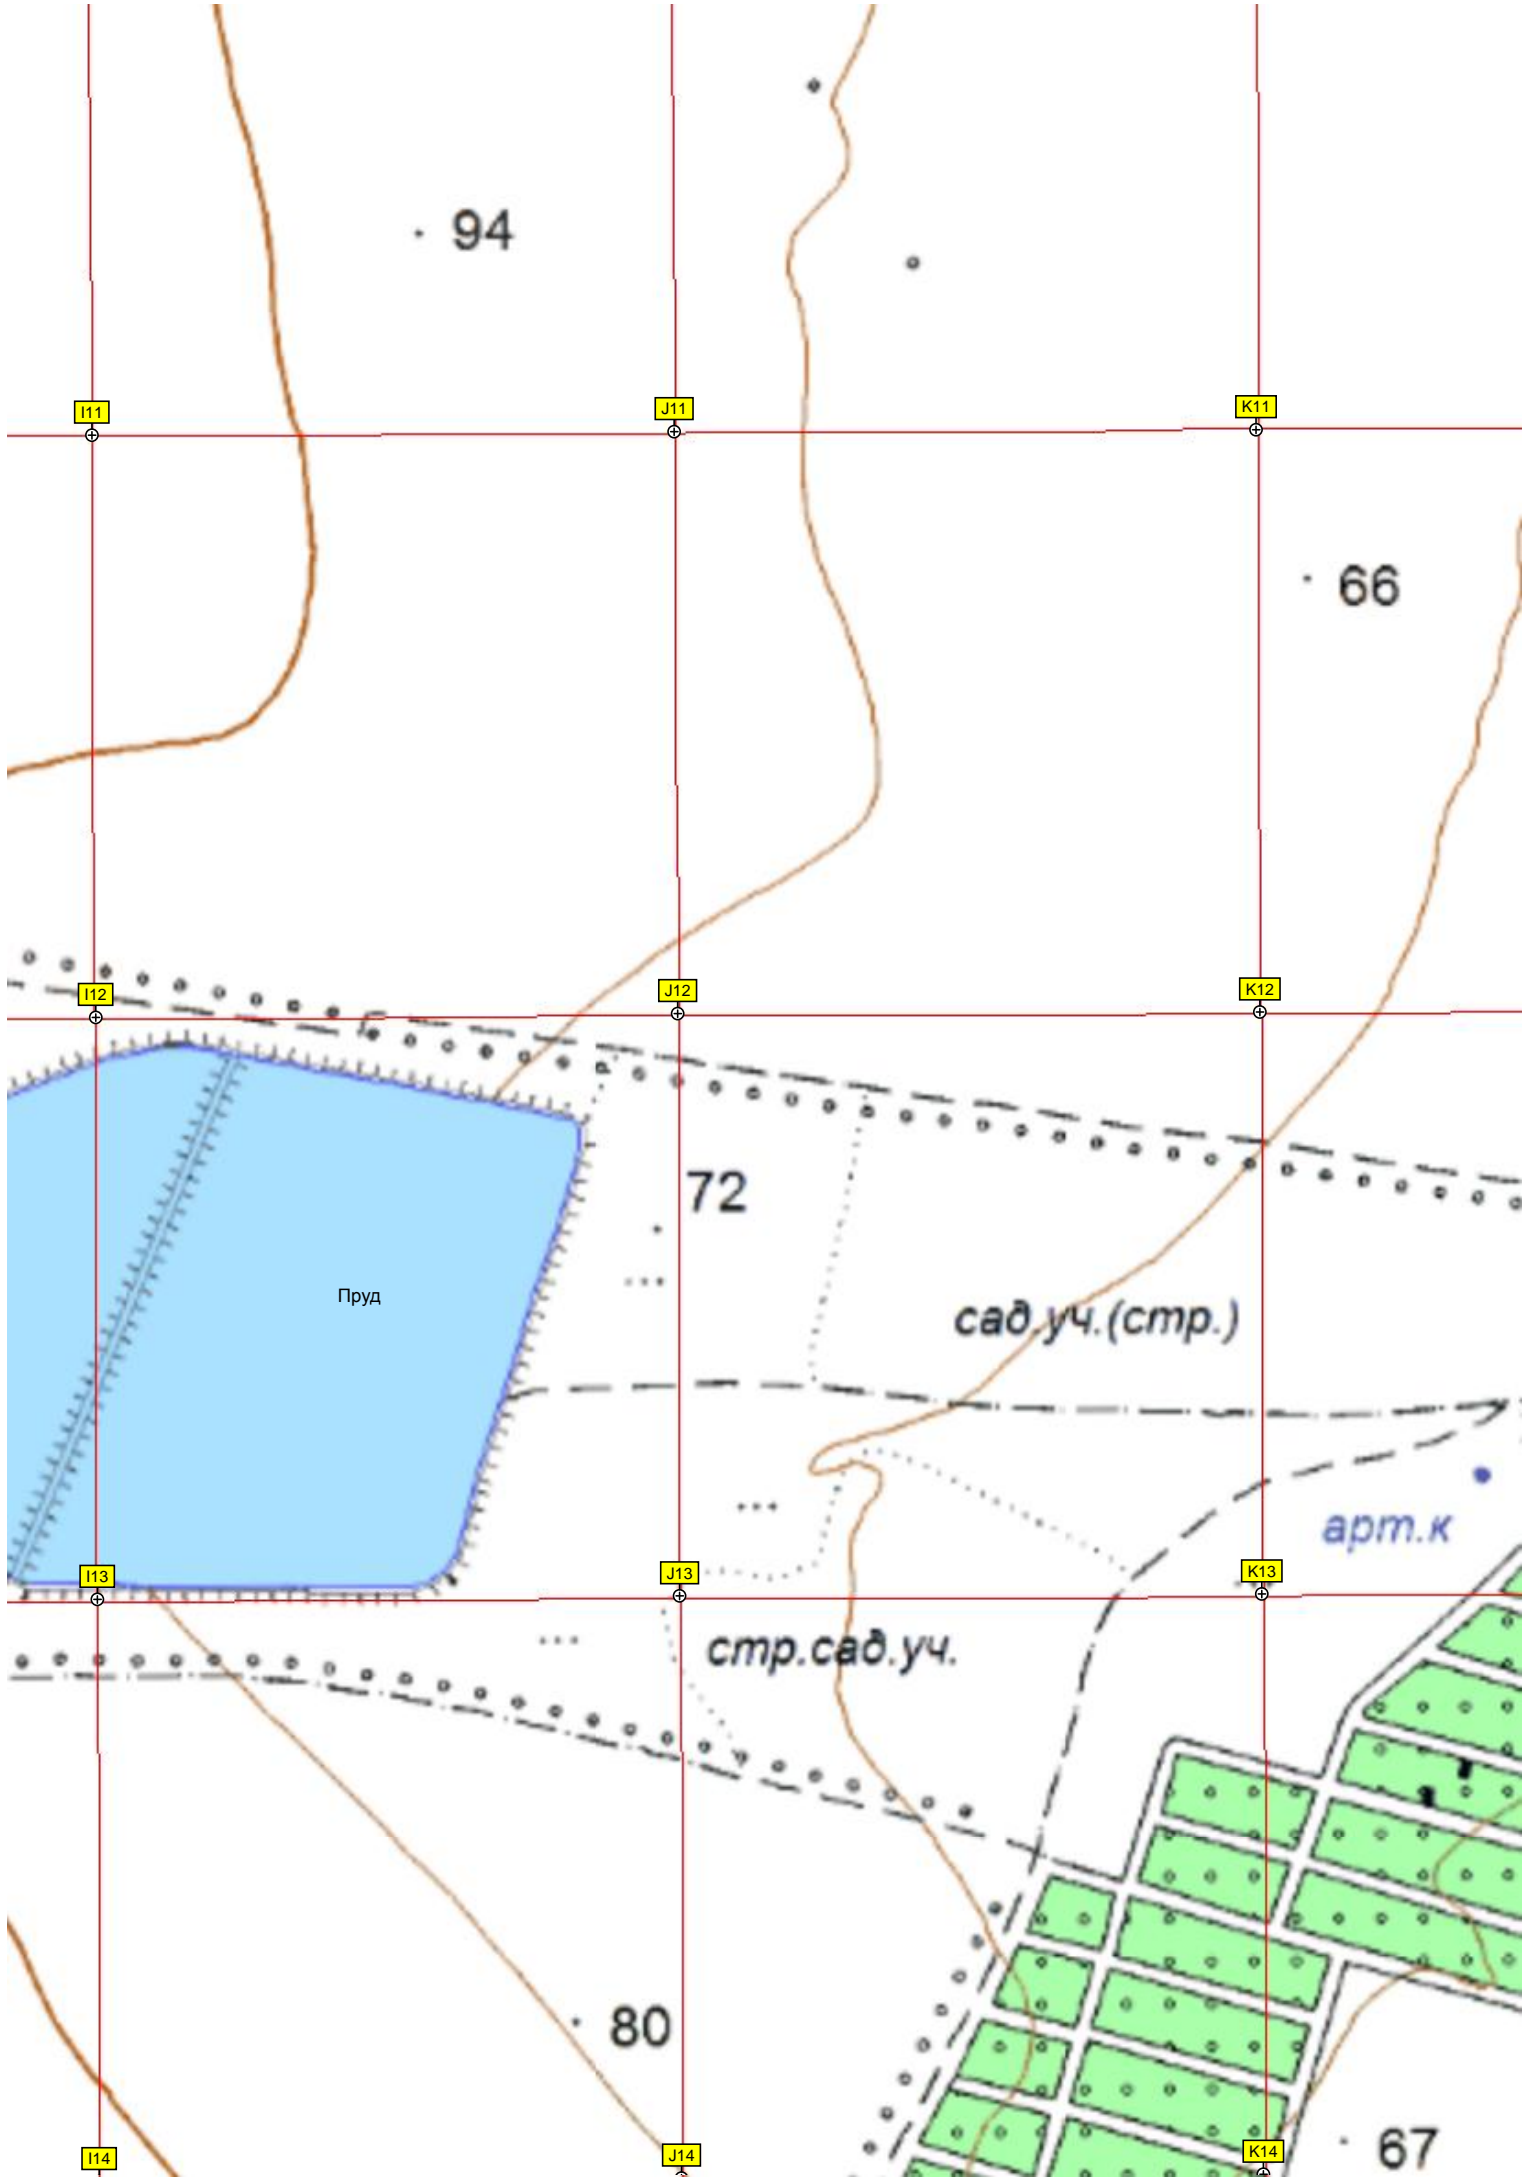 94
I11
J11
K11
66
I12
J12
K12
72
Пруд
сад.уч.(стр.)
арт.к
I13
J13
K13
стр.сад.уч.
80
67
I14
J14
K14